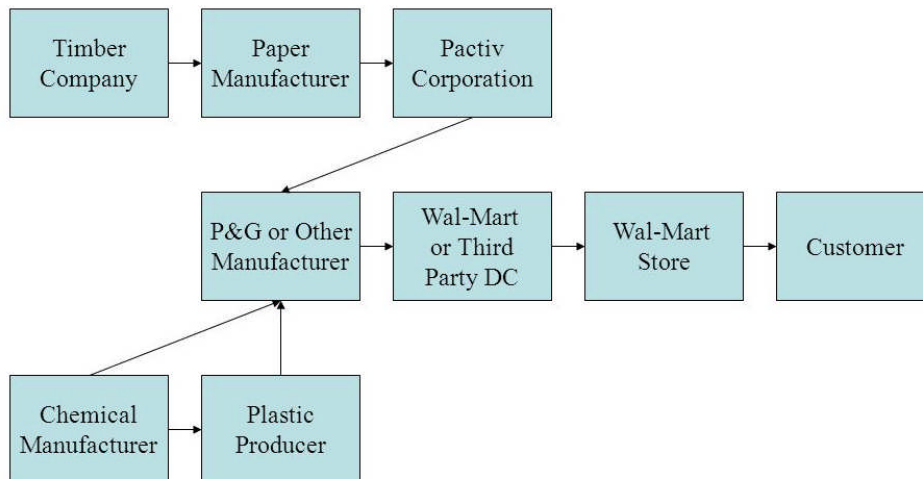 Timber
Company
Paper
Manufacturer
Pactiv
Corporation
P&G or Other
Manufacturer
Wal-Mart
or Third
Party DC
Wal-Mart
Store
Customer
Chemical
Manufacturer
Plastic
Producer